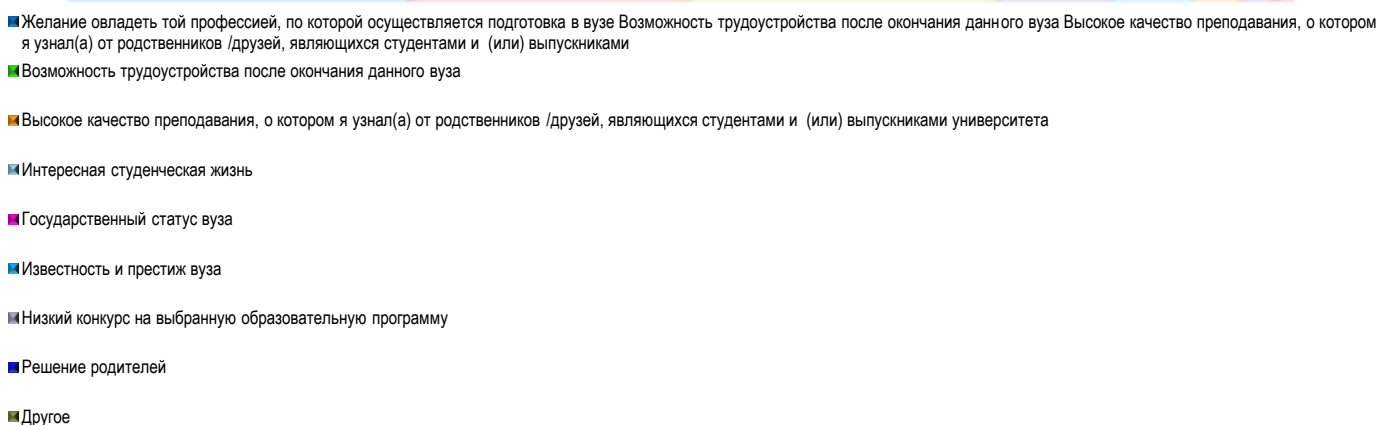 Желание овладеть той профессией, по которой осуществляется подготовка в вузе Возможность трудоустройства после окончания данного вуза Высокое качество преподавания, о котором
я узнал(а) от родственников /друзей, являющихся студентами и (или) выпускниками
Возможность трудоустройства после окончания данного вуза
Высокое качество преподавания, о котором я узнал(а) от родственников /друзей, являющихся студентами и (или) выпускниками университета
Интересная студенческая жизнь
Государственный статус вуза
Известность и престиж вуза
Низкий конкурс на выбранную образовательную программу
Решение родителей
Другое